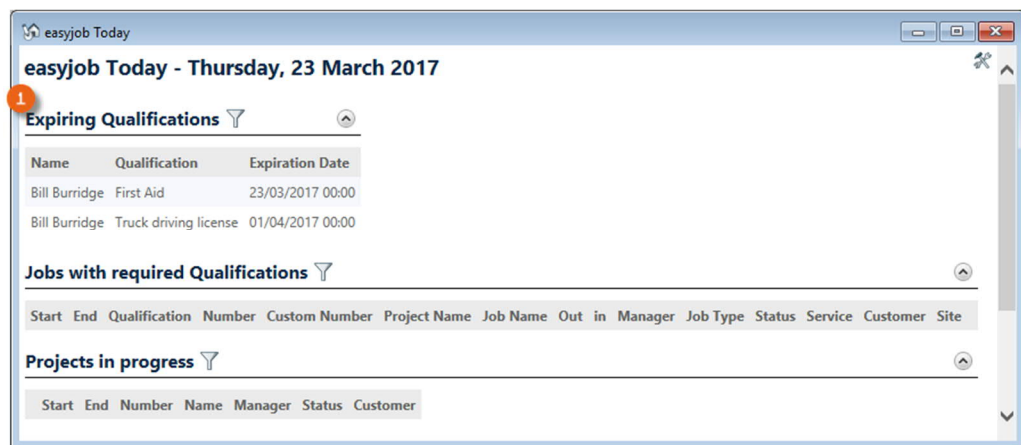 easyjob Today
easyjob Today - Thursday, 23 March 2017
1
Expiring Qualifications
Name Qualification Expiration Date
Bill Burridge First Aid 23/03/2017 00:00
Bill Burridge Truck driving license 01/04/2017 00:00
Jobs with required Qualifications
Start End Qualification Number Custom Number Project Name Job Name Out in Manager Job Type Status Service Customer Site
Projects in progress
Start End Number Name Manager Status Customer